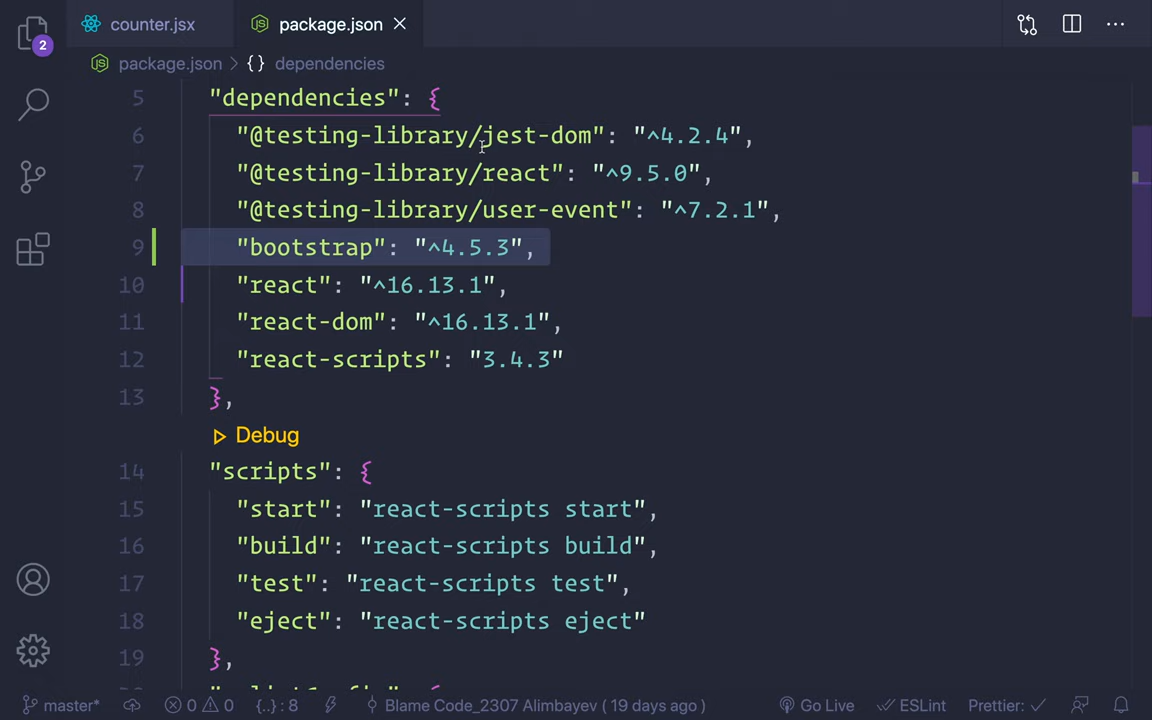 counter.jsx
package.json
2
package.json > {} dependencies
5 "dependencies": {
6 "@testing-library/jest-dom": "^4.2.4",
7 "@testing-library/react": "^9.5.0",
8 "@testing-library/user-event": "^7.2.1",
9 "bootstrap": "^4.5.3",
10 "react": "^16.13.1",
11 "react-dom": "^16.13.1",
12 "react-scripts": "3.4.3"
13 },
Debug
14 "scripts": {
15 "start": "react-scripts start",
16 "build": "react-scripts build",
17 "test": "react-scripts test",
18 "eject": "react-scripts eject"
19 },
master* 0 0 {..} : 8 Blame Code_2307 Alimbayev ( 19 days ago ) Go Live ESLint Prettier: